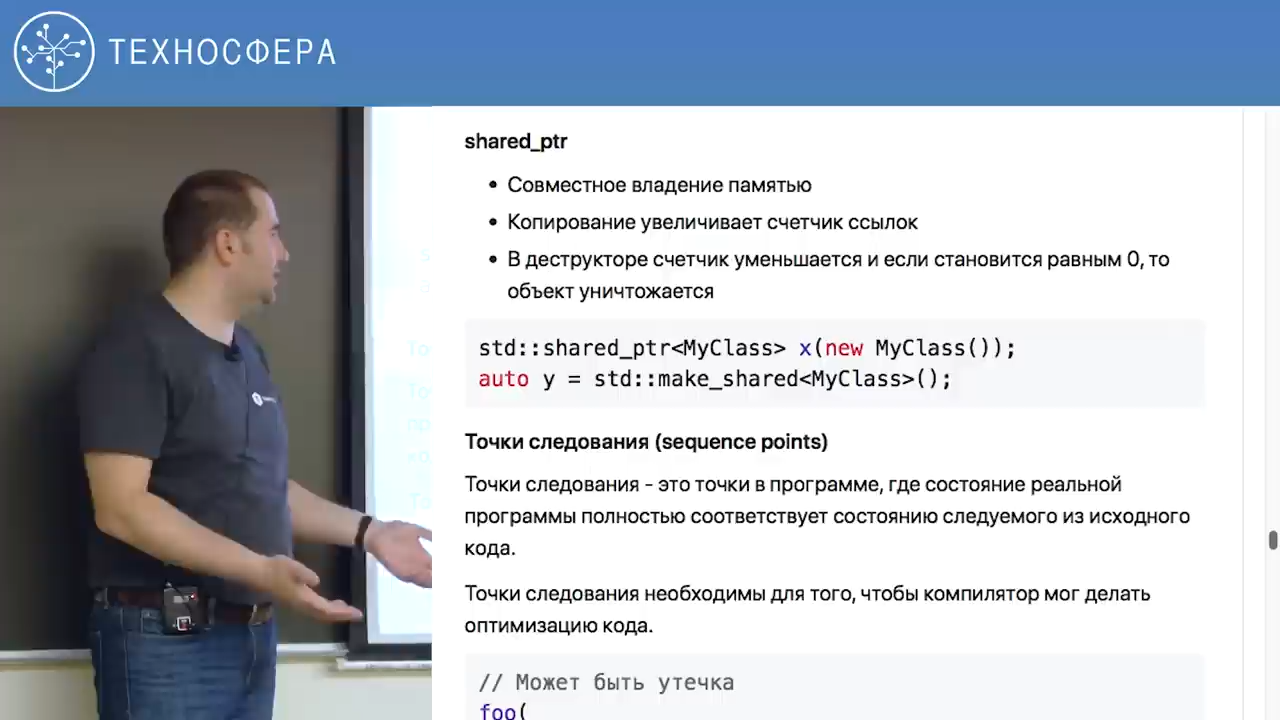 ТЕХНОСФЕРА
shared_ptr
• Совместное владение памятью
• Копирование увеличивает счетчик ссылок
• В деструкторе счетчик уменьшается и если становится равным 0, то
объект уничтожается
std::shared_ptr<MyClass> x(new MyClass());
auto y = std::make_shared<MyClass>();
Точки следования (sequence points)
Точки следования - это точки в программе, где состояние реальной
программы полностью соответствует состоянию следуемого из исходного
кода.
Точки следования необходимы для того, чтобы компилятор мог делать
оптимизацию кода.
// Может быть утечка
foo(